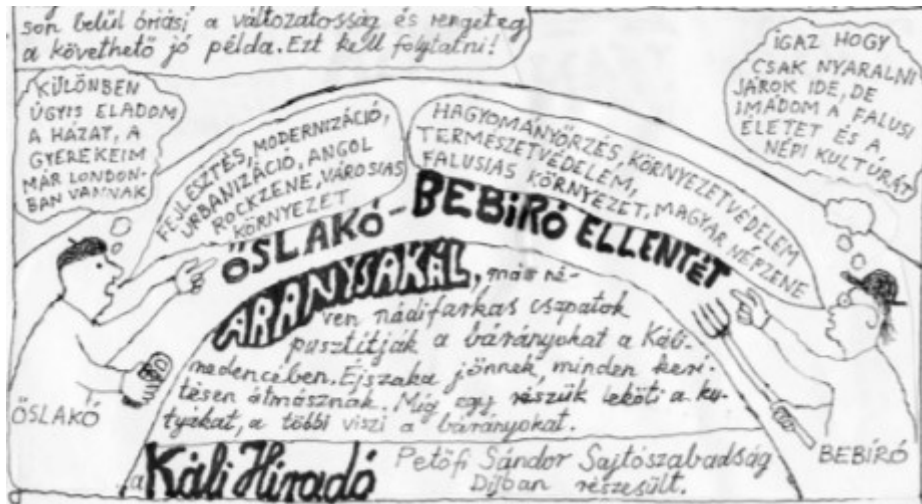 son belül óriási a változatosság és rengeteg
a követhető jó példa. Ezt kell folytatni!
KÜLÖNBEN
ÚGYIS ELADOM
A HÁZAT, A
GYEREKEIM
MÁR LONDON-
BAN VANNAK
FEJLESZTÉS, MODERNIZÁCIÓ,
URBANIZÁCIÓ, ANGOL
ROCKZENE, VÁROSIAS
KÖRNYEZET
HAGYOMÁNYŐRZÉS, KÖRNYEZETVÉDELEM
TERMÉSZETVÉDELEM,
FALUSIAS KÖRNYEZET, MAGYAR NÉPZENE
IGAZ HOGY
CSAK NYARALNI
JÁROK IDE, DE
IMÁDOM A FALUSI
ÉLETET ÉS A
NÉPI KULTÚRÁT
ŐSLAKÓ - BEBÍRÓ ELLENTÉT
ARANYSAKÁL, más né-
ven nádifarkas csapatok
pusztítják a bárányokat a Káli-
medencében. Éjszaka jönnek, minden kerí-
tésen átmásznak. Míg egy részük leköti a ku-
tyákat, a többi viszi a bárányokat.
ŐSLAKÓ
BEBÍRÓ
a Káli Híradó Petőfi Sándor Sajtószabadság
Díjban részesült.